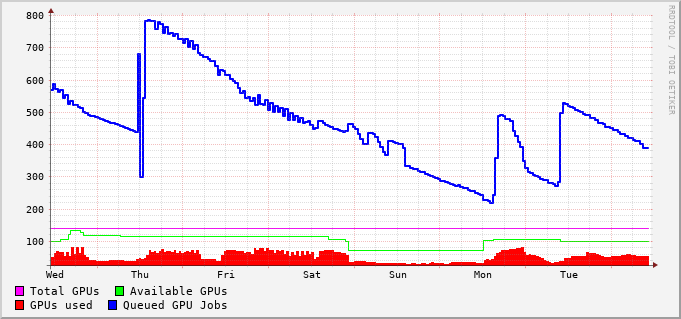 800
700
600
500
400
300
200
100
Wed Thu Fri Sat Sun Mon Tue
Total GPUs Available GPUs
GPUs used Queued GPU Jobs
RRDTOOL / TOBI OETIKER